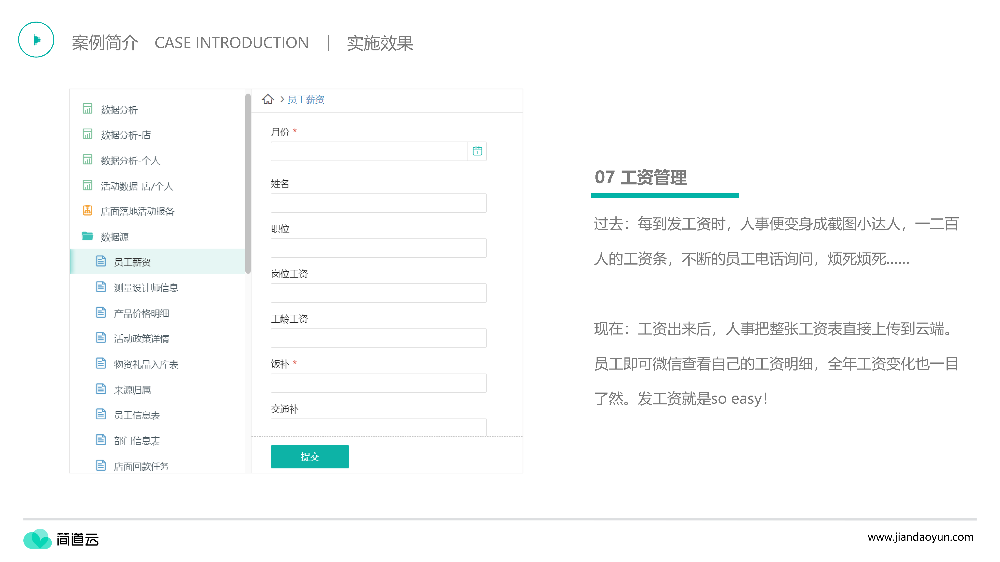 案例简介 CASE INTRODUCTION 实施效果
数据分析
数据分析-店
数据分析-个人
活动数据-店/个人
店面落地活动报备
数据源
员工薪资
测量设计师信息
产品价格明细
活动政策详情
物资礼品入库表
来源归属
员工信息表
部门信息表
店面回款任务
> 员工薪资
月份 *
1
姓名
职位
岗位工资
工龄工资
饭补 *
交通补
提交
07 工资管理
过去：每到发工资时，人事便变身成截图小达人，一二百
人的工资条，不断的员工电话询问，烦死烦死……
现在：工资出来后，人事把整张工资表直接上传到云端。
员工即可微信查看自己的工资明细，全年工资变化也一目
了然。发工资就是so easy！
简道云
www.jiandaoyun.com